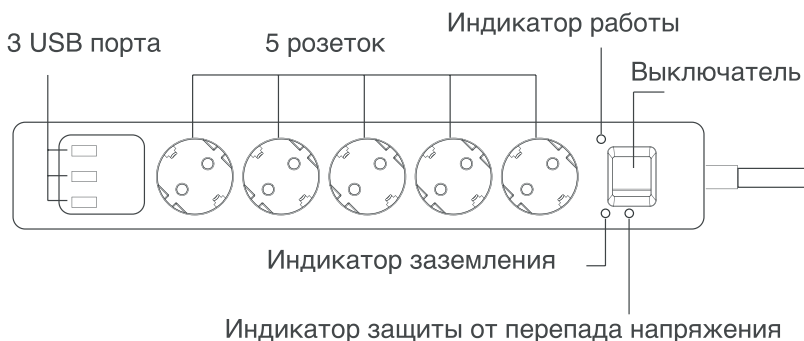 Индикатор работы
3 USB порта
5 розеток
Выключатель
Индикатор заземления
Индикатор защиты от перепада напряжения